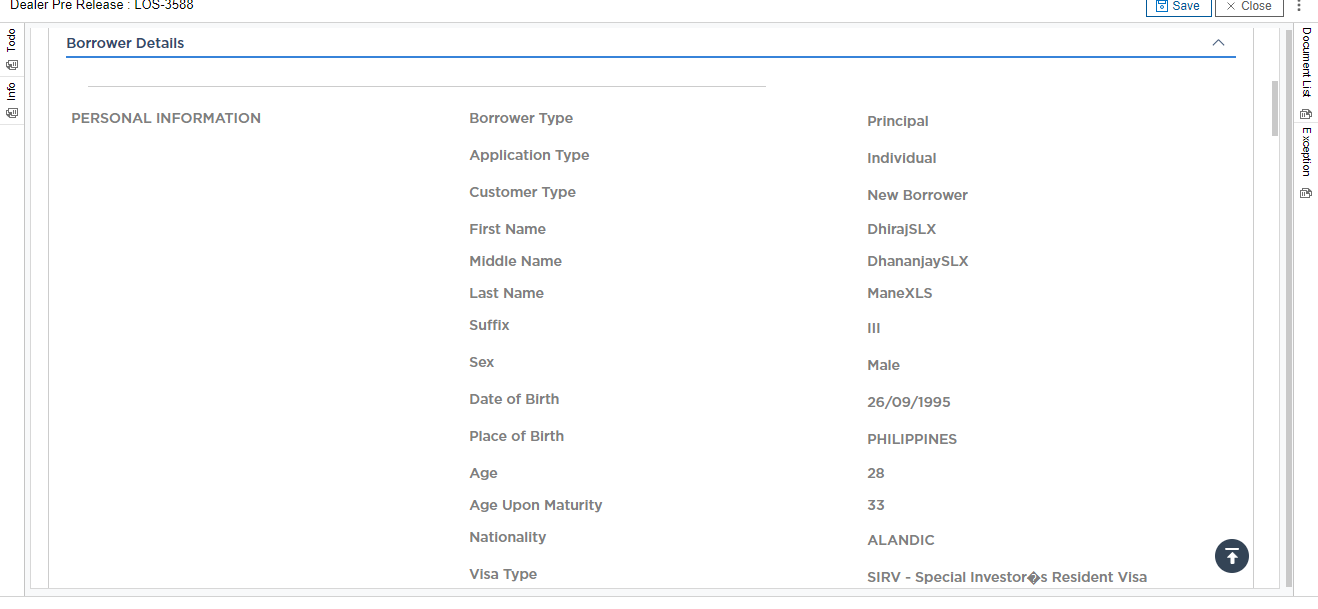 Dealer Pre Release : LOS-3588
Save
Close
Todo
Info
Document List
Exception
Borrower Details
PERSONAL INFORMATION
Borrower Type Principal
Application Type Individual
Customer Type New Borrower
First Name DhirajSLX
Middle Name DhananjaySLX
Last Name ManeXLS
Suffix III
Sex Male
Date of Birth 26/09/1995
Place of Birth PHILIPPINES
Age 28
Age Upon Maturity 33
Nationality ALANDIC
Visa Type SIRV - Special Investor�s Resident Visa